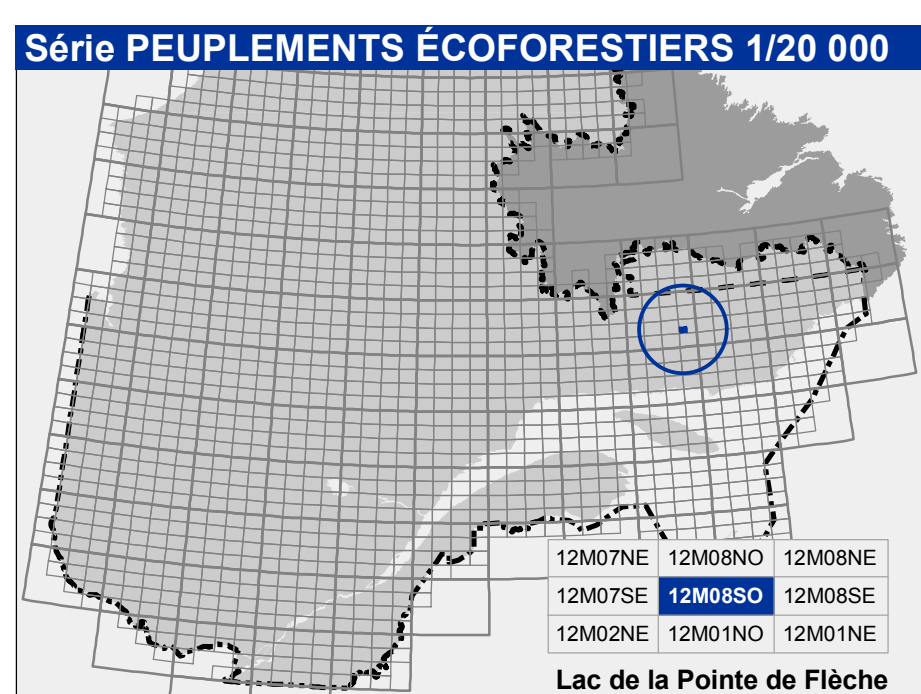 Série PEUPLEMENTS ÉCOFORESTIERS 1/20 000
12M07NE 12M08NO 12M08NE
12M07SE 12M08SO 12M08SE
12M02NE 12M01NO 12M01NE
Lac de la Pointe de Flèche